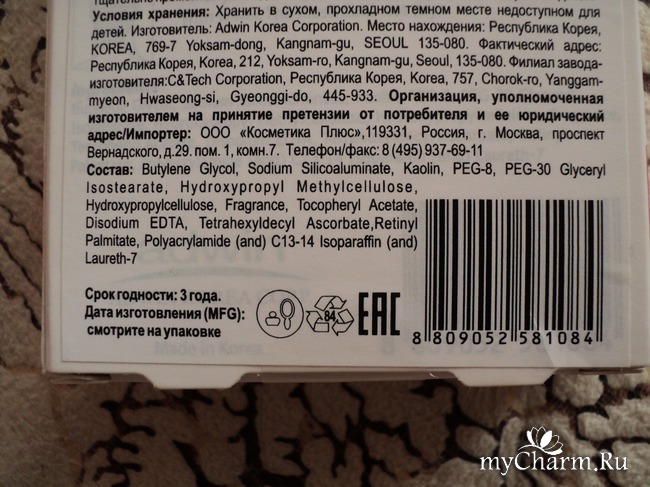 Условия хранения: Хранить в сухом, прохладном темном месте недоступном для
детей. Изготовитель: Adwin Korea Corporation. Место нахождения: Республика Корея,
KOREA, 769-7 Yoksam-dong, Kangnam-gu, SEOUL 135-080. Фактический адрес:
Республика Корея, Korea, 212, Yoksam-ro, Kangnam-gu, Seoul, 135-080. Филиал завода-
изготовителя:C&Tech Corporation, Республика Корея, Korea, 757, Chorok-ro, Yanggam-
myeon, Hwaseong-si, Gyeonggi-do, 445-933. Организация, уполномоченная
изготовителем на принятие претензии от потребителя и ее юридический
адрес/Импортер: ООО «Косметика Плюс»,119331, Россия, г. Москва, проспект
Вернадского, д.29. пом. 1, комн.7. Телефон/факс: 8 (495) 937-69-11
Состав: Butylene Glycol, Sodium Silicoaluminate, Kaolin, PEG-8, PEG-30 Glyceryl
Isostearate, Hydroxypropyl Methylcellulose,
Hydroxypropylcellulose, Fragrance, Tocopheryl Acetate,
Disodium EDTA, Tetrahexyldecyl Ascorbate,Retinyl
Palmitate, Polyacrylamide (and) C13-14 Isoparaffin (and)
Laureth-7
Срок годности: 3 года.
Дата изготовления (MFG):
смотрите на упаковке
84
EAC
8 809052 581084
myCharm.Ru